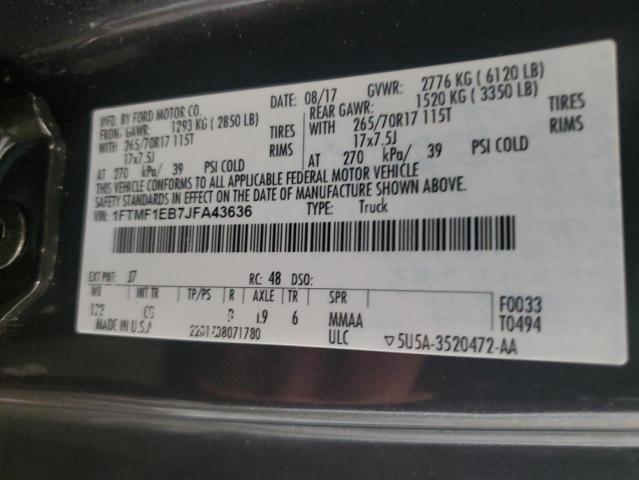 MFD. BY FORD MOTOR CO.
DATE: 08/17 GVWR: 2776 KG ( 6120 LB)
FRONT GAWR: 1293 KG ( 2850 LB)
REAR GAWR: 1520 KG ( 3350 LB)
WITH 265/70R17 115T TIRES
WITH 265/70R17 115T TIRES
17x7.5J RIMS
17x7.5J RIMS
AT 270 kPa/ 39 PSI COLD
AT 270 kPa/ 39 PSI COLD
THIS VEHICLE CONFORMS TO ALL APPLICABLE FEDERAL MOTOR VEHICLE
SAFETY STANDARDS IN EFFECT ON THE DATE OF MANUFACTURE SHOWN ABOVE.
VIN: 1FTMF1EB7JFA43636 TYPE: Truck
EXT PNT: J7 RC: 48 DSO:
WB INT TR TP/PS R AXLE TR SPR
122 CG B L9 6 MMAA
F0033
T0494
MADE IN U.S.A 2201708071780 ULC
5U5A-3520472-AA